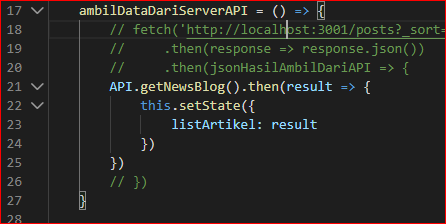 17 ambilDataDariServerAPI = () => {
18 // fetch('http://localhost:3001/posts?_sort=
19 // .then(response => response.json())
20 // .then(jsonHasilAmbilDariAPI => {
21 API.getNewsBlog().then(result => {
22 this.setState({
23 listArtikel: result
24 })
25 })
26 // })
27 }